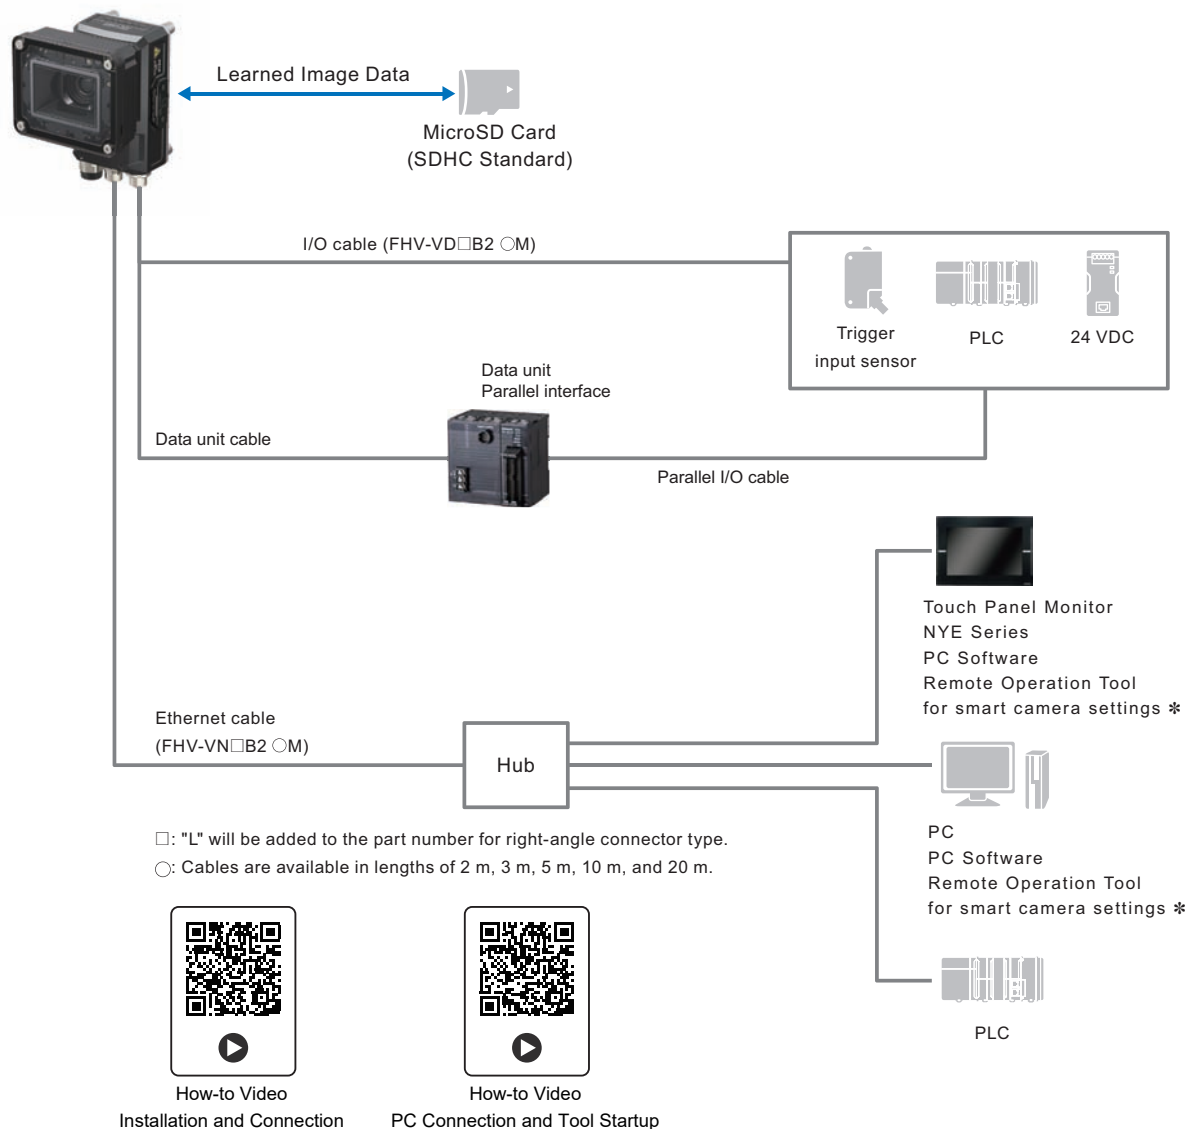 Learned Image Data
MicroSD Card
(SDHC Standard)
I/O cable (FHV-VD□B2 ○M)
Trigger
input sensor
PLC
24 VDC
Data unit
Parallel interface
Data unit cable
Parallel I/O cable
Touch Panel Monitor
NYE Series
PC Software
Remote Operation Tool
for smart camera settings ✻
Ethernet cable
(FHV-VN□B2 ○M)
Hub
PC
PC Software
Remote Operation Tool
for smart camera settings ✻
□: "L" will be added to the part number for right-angle connector type.
○: Cables are available in lengths of 2 m, 3 m, 5 m, 10 m, and 20 m.
PLC
How-to Video
Installation and Connection
How-to Video
PC Connection and Tool Startup